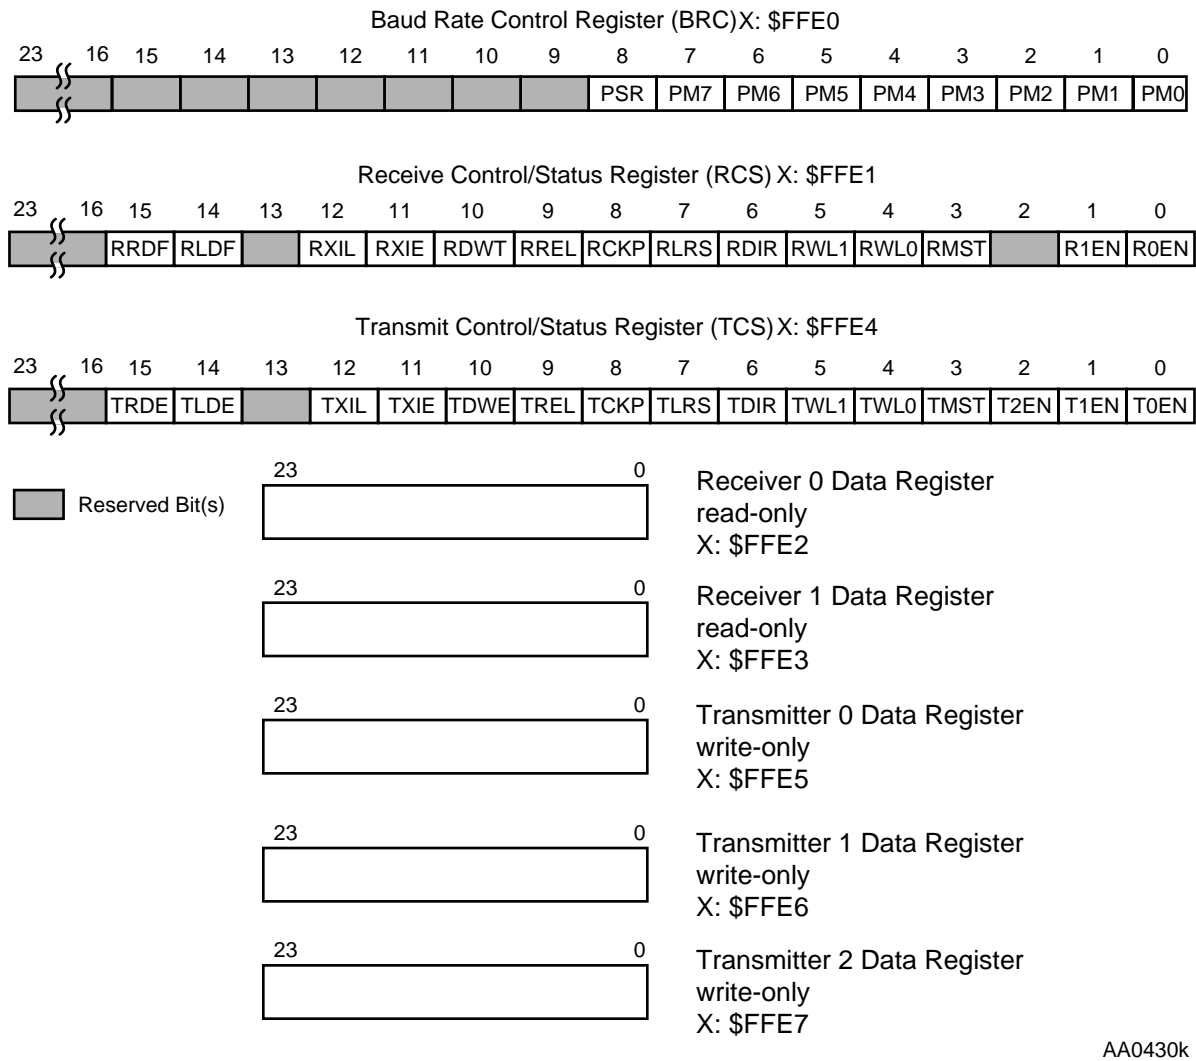 Baud Rate Control Register (BRC)X: $FFE0
23 16 15 14 13 12 11 10 9 8 7 6 5 4 3 2 1 0
PSR PM7 PM6 PM5 PM4 PM3 PM2 PM1 PM0
Receive Control/Status Register (RCS) X: $FFE1
23 16 15 14 13 12 11 10 9 8 7 6 5 4 3 2 1 0
RRDF RLDF RXIL RXIE RDWT RREL RCKP RLRS RDIR RWL1 RWL0 RMST R1EN R0EN
Transmit Control/Status Register (TCS) X: $FFE4
23 16 15 14 13 12 11 10 9 8 7 6 5 4 3 2 1 0
TRDE TLDE TXIL TXIE TDWE TREL TCKP TLRS TDIR TWL1 TWL0 TMST T2EN T1EN T0EN
Reserved Bit(s)
23 0
Receiver 0 Data Register
read-only
X: $FFE2
23 0
Receiver 1 Data Register
read-only
X: $FFE3
23 0
Transmitter 0 Data Register
write-only
X: $FFE5
23 0
Transmitter 1 Data Register
write-only
X: $FFE6
23 0
Transmitter 2 Data Register
write-only
X: $FFE7
AA0430k